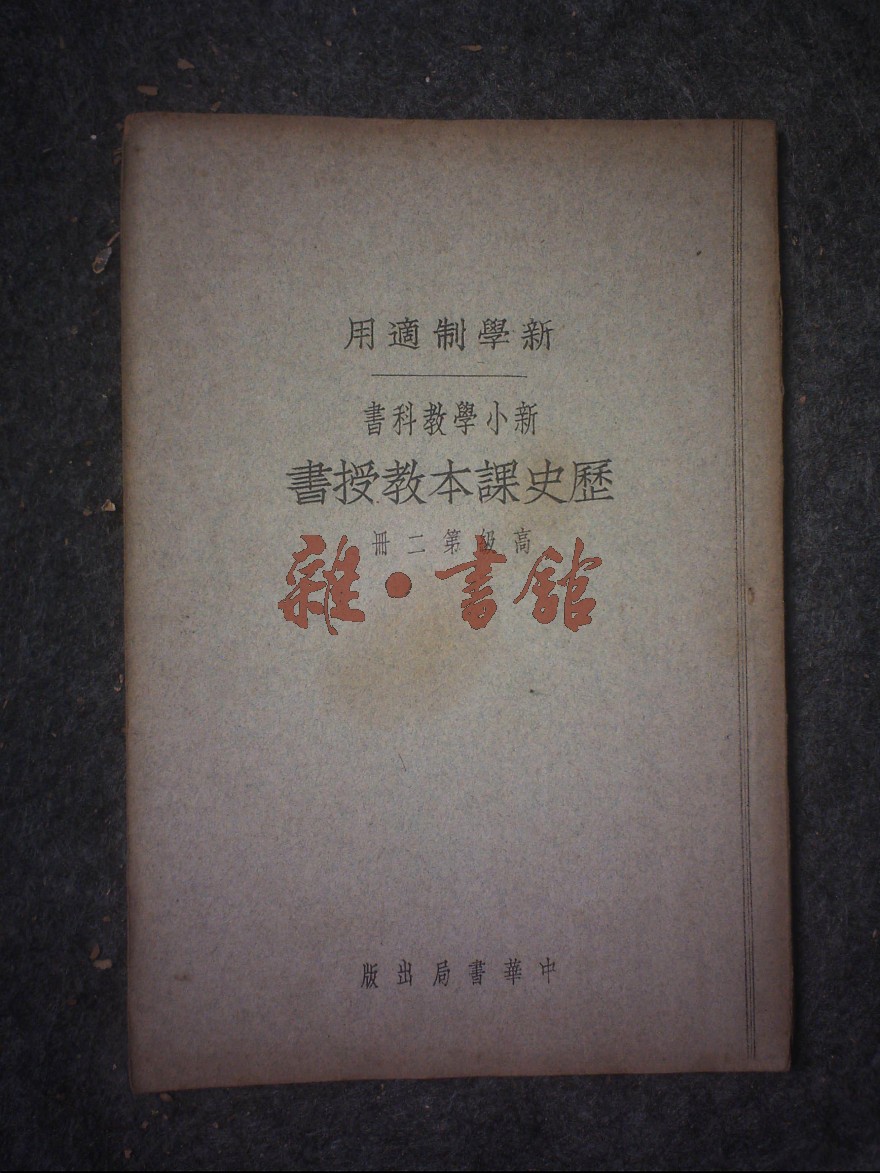 新學制適用
新小學教科書
歷史課本教授書
高級第二冊
雜·書館
中華書局出版